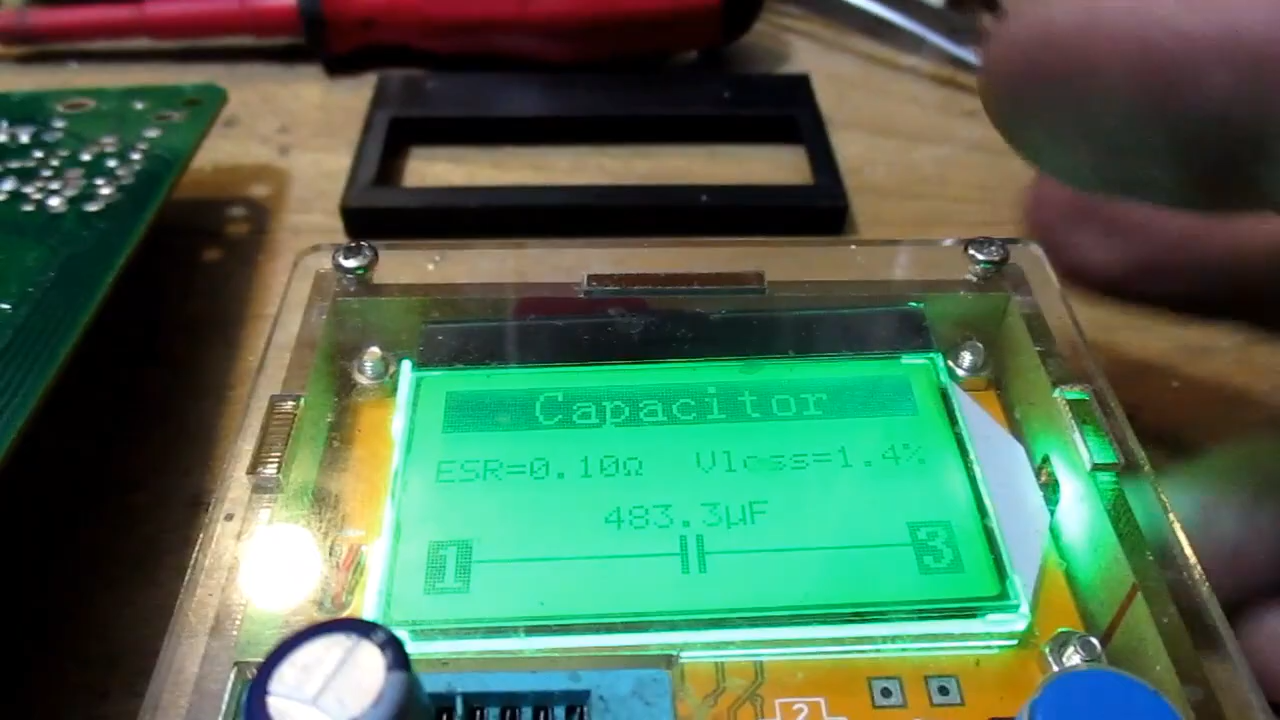 Capacitor
ESR=0.10Ω Vloss=1.4%
483.3µF
1 3
2